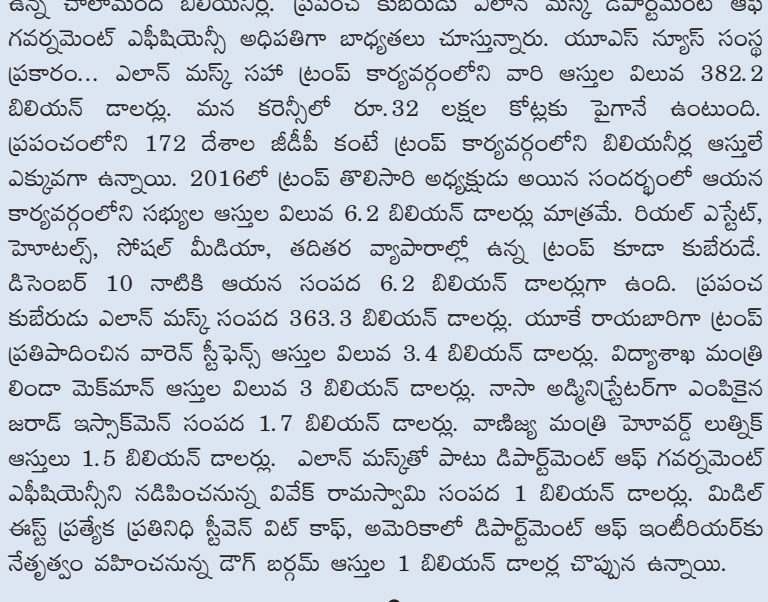 ఉన్న చాలామంది బిలియనీర్లు. ప్రపంచ కుబేరుడు ఎలాన్ మస్క్ డిపార్ట్‌మెంట్ ఆఫ్
గవర్నమెంట్ ఎఫీషియెన్సీ అధిపతిగా బాధ్యతలు చూస్తున్నారు. యూఎస్ న్యూస్ సంస్థ
ప్రకారం... ఎలాన్ మస్క్ సహా ట్రంప్ కార్యవర్గంలోని వారి ఆస్తుల విలువ 382.2
బిలియన్ డాలర్లు. మన కరెన్సీలో రూ.32 లక్షల కోట్లకు పైగానే ఉంటుంది.
ప్రపంచంలోని 172 దేశాల జీడీపీ కంటే ట్రంప్ కార్యవర్గంలోని బిలియనీర్ల ఆస్తులే
ఎక్కువగా ఉన్నాయి. 2016లో ట్రంప్ తొలిసారి అధ్యక్షుడు అయిన సందర్భంలో ఆయన
కార్యవర్గంలోని సభ్యుల ఆస్తుల విలువ 6.2 బిలియన్ డాలర్లు మాత్రమే. రియల్ ఎస్టేట్,
హెూటల్స్, సోషల్ మీడియా, తదితర వ్యాపారాల్లో ఉన్న ట్రంప్ కూడా కుబేరుడే.
డిసెంబర్ 10 నాటికి ఆయన సంపద 6.2 బిలియన్ డాలర్లుగా ఉంది. ప్రపంచ
కుబేరుడు ఎలాన్ మస్క్ సంపద 363.3 బిలియన్ డాలర్లు. యూకే రాయబారిగా ట్రంప్
ప్రతిపాదించిన వారెన్ స్టీఫెన్స్ ఆస్తుల విలువ 3.4 బిలియన్ డాలర్లు. విద్యాశాఖ మంత్రి
లిండా మెక్‌మాన్ ఆస్తుల విలువ 3 బిలియన్ డాలర్లు. నాసా అడ్మినిస్ట్రేటర్‌గా ఎంపికైన
జరాడ్ ఇస్సాక్‌మెన్ సంపద 1.7 బిలియన్ డాలర్లు. వాణిజ్య మంత్రి హెూవర్డ్ లుత్నిక్
ఆస్తులు 1.5 బిలియన్ డాలర్లు. ఎలాన్ మస్క్‌తో పాటు డిపార్ట్‌మెంట్ ఆఫ్ గవర్నమెంట్
ఎఫీషియెన్సీని నడిపించనున్న వివేక్ రామస్వామి సంపద 1 బిలియన్ డాలర్లు. మిడిల్
ఈస్ట్ ప్రత్యేక ప్రతినిధి స్టీవెన్ విట్ కాఫ్, అమెరికాలో డిపార్ట్‌మెంట్ ఆఫ్ ఇంటీరియర్‌కు
నేతృత్వం వహించనున్న డౌగ్ బర్గమ్ ఆస్తుల 1 బిలియన్ డాలర్ల చొప్పున ఉన్నాయి.